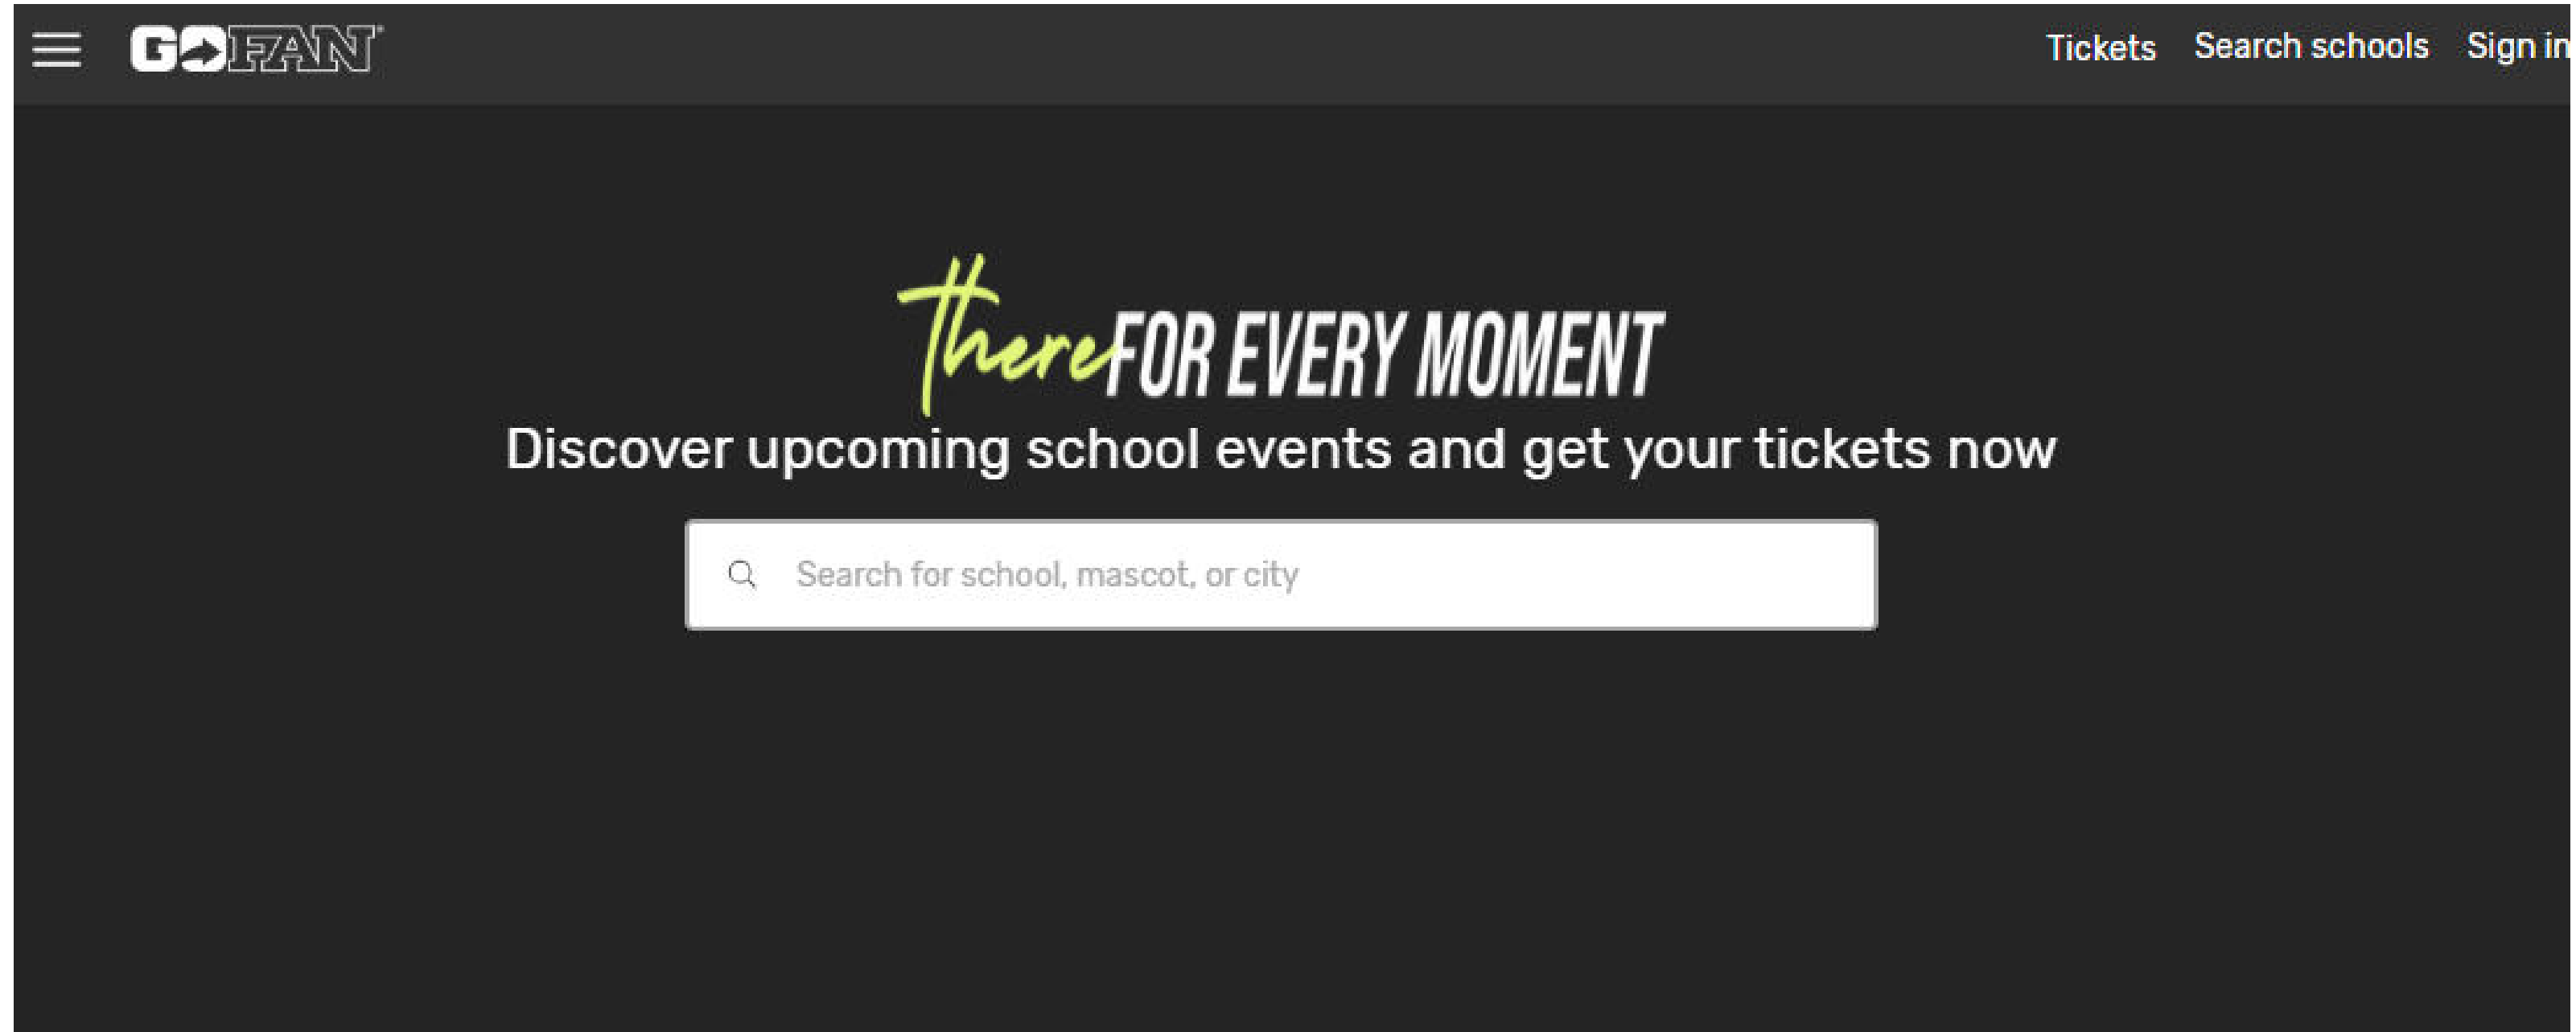 GOFAN
Tickets Search schools Sign in
There FOR EVERY MOMENT
Discover upcoming school events and get your tickets now
Search for school, mascot, or city